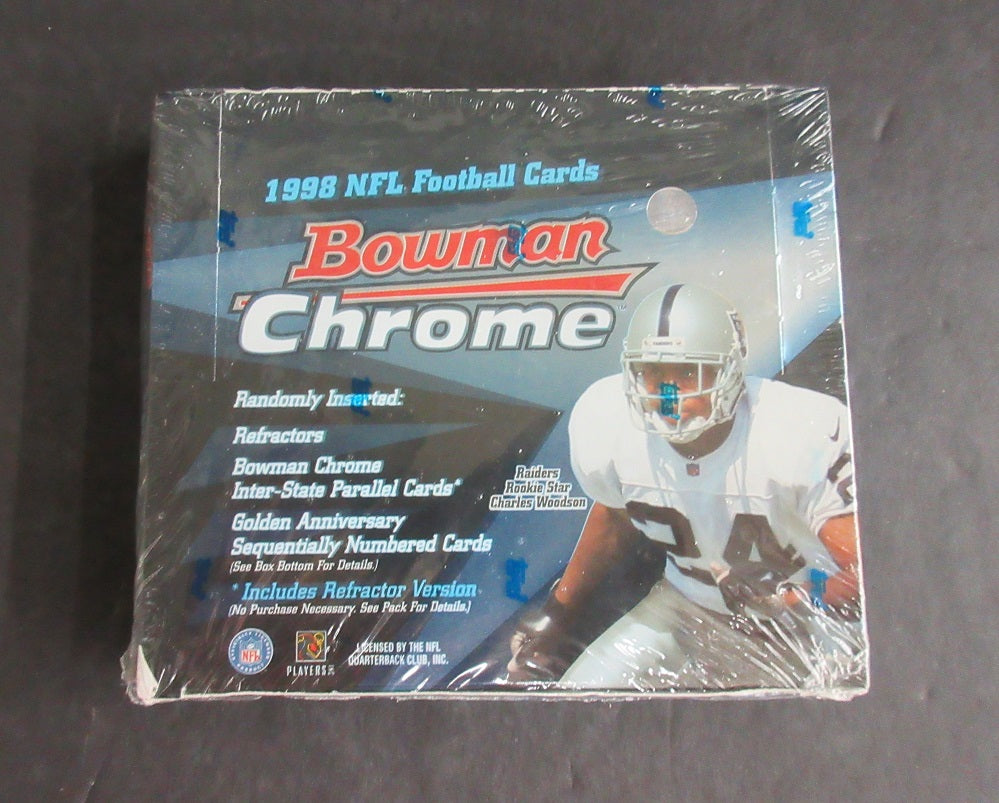 1998 NFL Football Cards
Bowman
Chrome
Randomly Inserted:
Refractors
Bowman Chrome
Inter-State Parallel Cards*
Golden Anniversary
Sequentially Numbered Cards
(See Box Bottom For Details.)
* Includes Refractor Version
(No Purchase Necessary. See Pack For Details.)
Raiders
Rookie Star
Charles Woodson
24
NFL
PLAYERS
LICENSED BY THE NFL
QUARTERBACK CLUB, INC.